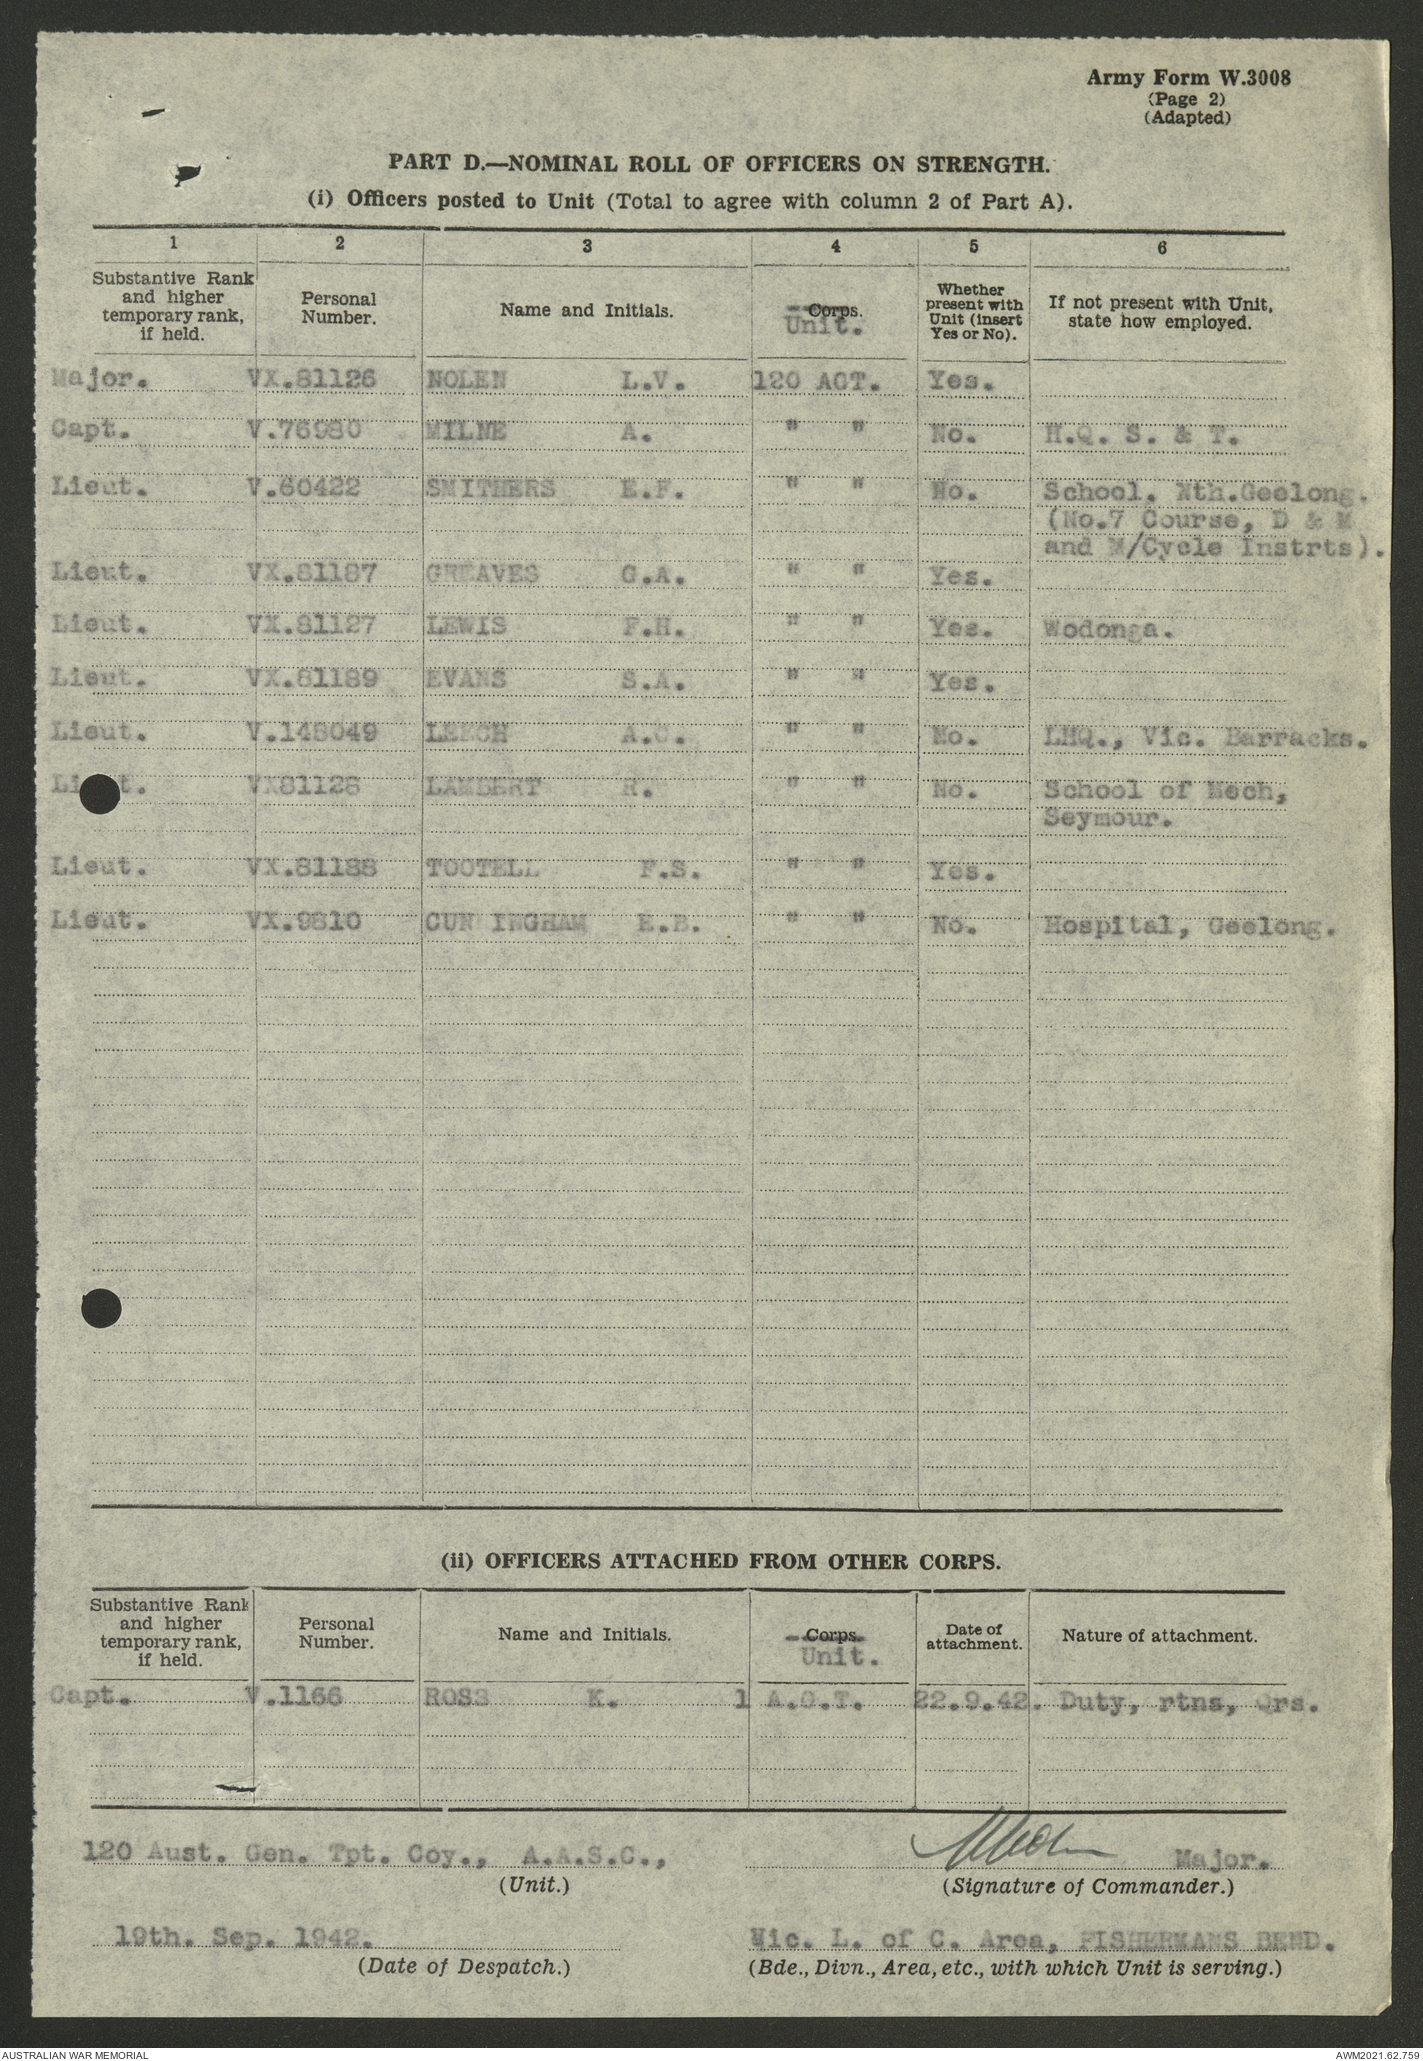 Army Form W.3008
(Page 2)
(Adapted)
PART D.—NOMINAL ROLL OF OFFICERS ON STRENGTH.
(i) Officers posted to Unit (Total to agree with column 2 of Part A).
1 2 3 4 5 6
Substantive Rank and higher temporary rank, if held. Personal Number. Name and Initials. Corps. Unit. Whether present with Unit (insert Yes or No). If not present with Unit, state how employed.
Major. VX.81126 NOLEN L.V. 120 AGT. Yes.
Capt. V.76980 MILNE A. " " No. H.Q. S. & T.
Lieut. V.60422 SMITHERS E.F. " " No. School. Nth.Geelong.
(No.7 Course, D & M
and M/Cycle Instrts).
Lieut. VX.81187 GREAVES G.A. " " Yes.
Lieut. VX.81127 LEWIS F.H. " " Yes. Wodonga.
Lieut. VX.81189 EVANS S.A. " " Yes.
Lieut. V.148049 LEECH A.C. " " No. LHQ., Vic. Barracks.
Li t. VX81128 LAMBERT R. " " No. School of Mech,
Seymour.
Lieut. VX.81188 TOOTELL F.S. " " Yes.
Lieut. VX.9810 CUN INGHAM E.B. " " No. Hospital, Geelong.
(ii) OFFICERS ATTACHED FROM OTHER CORPS.
Substantive Rank and higher temporary rank, if held. Personal Number. Name and Initials. Corps. Unit. Date of attachment. Nature of attachment.
Capt. V.1166 ROSS K. 1 A.G.T. 22.9.42. Duty, rtns, Qrs.
120 Aust. Gen. Tpt. Coy., A.A.S.C., Major.
(Unit.) (Signature of Commander.)
19th. Sep. 1942. Vic. L. of C. Area, FISHERMANS BEND.
(Date of Despatch.) (Bde., Divn., Area, etc., with which Unit is serving.)
AUSTRALIAN WAR MEMORIAL AWM2021.62.759